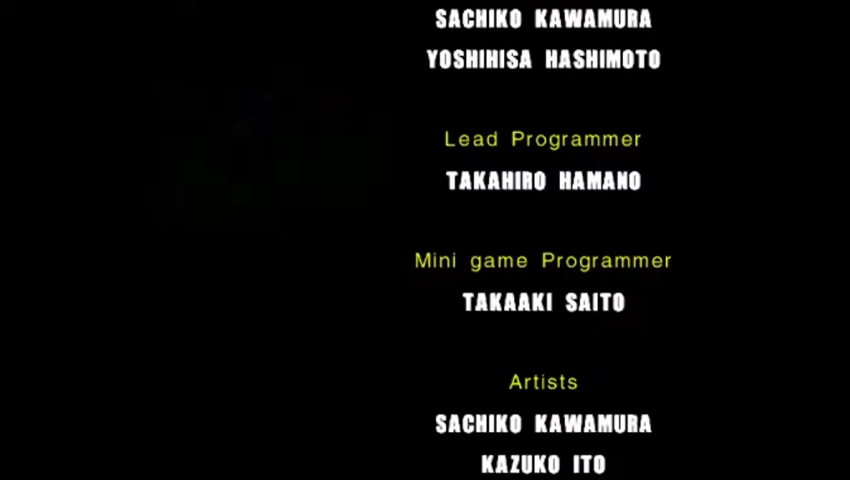 SACHIKO KAWAMURA
YOSHIHISA HASHIMOTO
Lead Programmer
TAKAHIRO HAMANO
Mini game Programmer
TAKAAKI SAITO
Artists
SACHIKO KAWAMURA
KAZUKO ITO